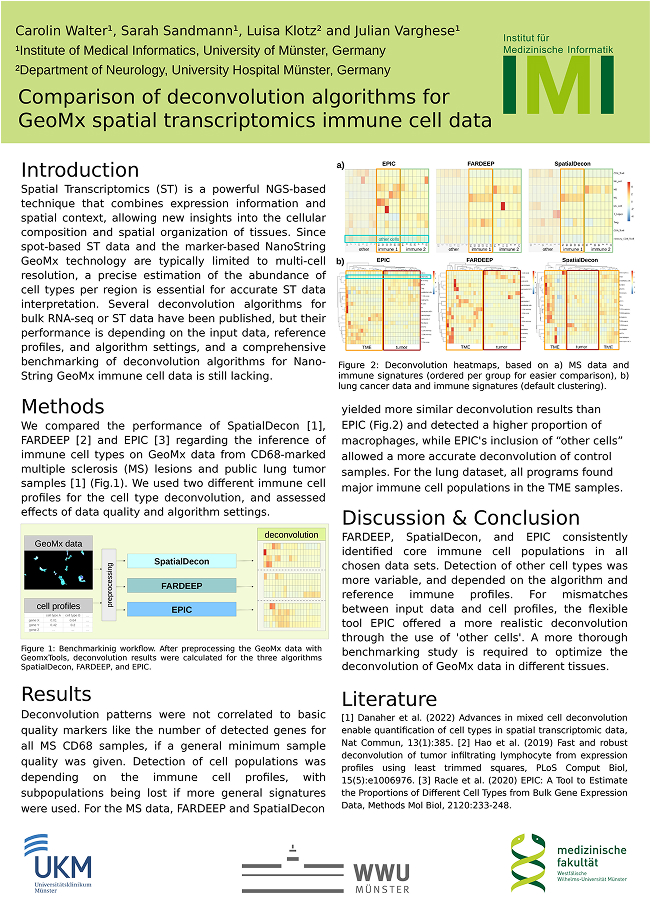 Carolin Walter¹, Sarah Sandmann¹, Luisa Klotz² and Julian Varghese¹
¹Institute of Medical Informatics, University of Münster, Germany
²Department of Neurology, University Hospital Münster, Germany
Comparison of deconvolution algorithms for
GeoMx spatial transcriptomics immune cell data
Institut für
Medizinische Informatik
IMI
Introduction
Spatial Transcriptomics (ST) is a powerful NGS-based
technique that combines expression information and
spatial context, allowing new insights into the cellular
composition and spatial organization of tissues. Since
spot-based ST data and the marker-based NanoString
GeoMx technology are typically limited to multi-cell
resolution, a precise estimation of the abundance of
cell types per region is essential for accurate ST data
interpretation. Several deconvolution algorithms for
bulk RNA-seq or ST data have been published, but their
performance is depending on the input data, reference
profiles, and algorithm settings, and a comprehensive
benchmarking of deconvolution algorithms for Nano-
String GeoMx immune cell data is still lacking.
Methods
We compared the performance of SpatialDecon [1],
FARDEEP [2] and EPIC [3] regarding the inference of
immune cell types on GeoMx data from CD68-marked
multiple sclerosis (MS) lesions and public lung tumor
samples [1] (Fig.1). We used two different immune cell
profiles for the cell type deconvolution, and assessed
effects of data quality and algorithm settings.
GeoMx data
cell profiles
cell type A cell type B
gene X
gene Y
gene Z
preprocessing
SpatialDecon
FARDEEP
EPIC
deconvolution
Figure 1: Benchmarkinig workflow. After preprocessing the GeoMx data with
GeomxTools, deconvolution results were calculated for the three algorithms
SpatialDecon, FARDEEP, and EPIC.
Results
Deconvolution patterns were not correlated to basic
quality markers like the number of detected genes for
all MS CD68 samples, if a general minimum sample
quality was given. Detection of cell populations was
depending on the immune cell profiles, with
subpopulations being lost if more general signatures
were used. For the MS data, FARDEEP and SpatialDecon
a)
EPIC
FARDEEP
SpatialDecon
other cells
other immune 1 immune 2
other immune 1 immune 2
other immune 1 immune 2
b)
EPIC
FARDEEP
SpatialDecon
TME tumor
TME tumor
TME tumor
Figure 2: Deconvolution heatmaps, based on a) MS data and
immune signatures (ordered per group for easier comparison), b)
lung cancer data and immune signatures (default clustering).
yielded more similar deconvolution results than
EPIC (Fig.2) and detected a higher proportion of
macrophages, while EPIC's inclusion of “other cells”
allowed a more accurate deconvolution of control
samples. For the lung dataset, all programs found
major immune cell populations in the TME samples.
Discussion & Conclusion
FARDEEP, SpatialDecon, and EPIC consistently
identified core immune cell populations in all
chosen data sets. Detection of other cell types was
more variable, and depended on the algorithm and
reference immune profiles. For mismatches
between input data and cell profiles, the flexible
tool EPIC offered a more realistic deconvolution
through the use of 'other cells'. A more thorough
benchmarking study is required to optimize the
deconvolution of GeoMx data in different tissues.
Literature
[1] Danaher et al. (2022) Advances in mixed cell deconvolution
enable quantification of cell types in spatial transcriptomic data,
Nat Commun, 13(1):385. [2] Hao et al. (2019) Fast and robust
deconvolution of tumor infiltrating lymphocyte from expression
profiles using least trimmed squares, PLoS Comput Biol,
15(5):e1006976. [3] Racle et al. (2020) EPIC: A Tool to Estimate
the Proportions of Different Cell Types from Bulk Gene Expression
Data, Methods Mol Biol, 2120:233-248.
UKM
Universitätsklinikum
Münster
WWU
MÜNSTER
medizinische
fakultät
Westfälische
Wilhelms-Universität Münster